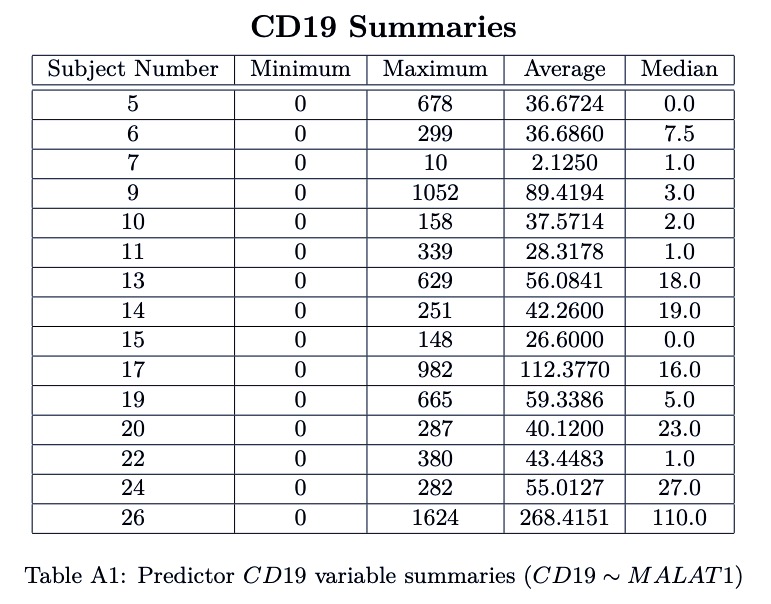 CD19 Summaries
Subject Number Minimum Maximum Average Median
5 0 678 36.6724 0.0
6 0 299 36.6860 7.5
7 0 10 2.1250 1.0
9 0 1052 89.4194 3.0
10 0 158 37.5714 2.0
11 0 339 28.3178 1.0
13 0 629 56.0841 18.0
14 0 251 42.2600 19.0
15 0 148 26.6000 0.0
17 0 982 112.3770 16.0
19 0 665 59.3386 5.0
20 0 287 40.1200 23.0
22 0 380 43.4483 1.0
24 0 282 55.0127 27.0
26 0 1624 268.4151 110.0
Table A1: Predictor CD19 variable summaries (CD19 ∼ MALAT1)